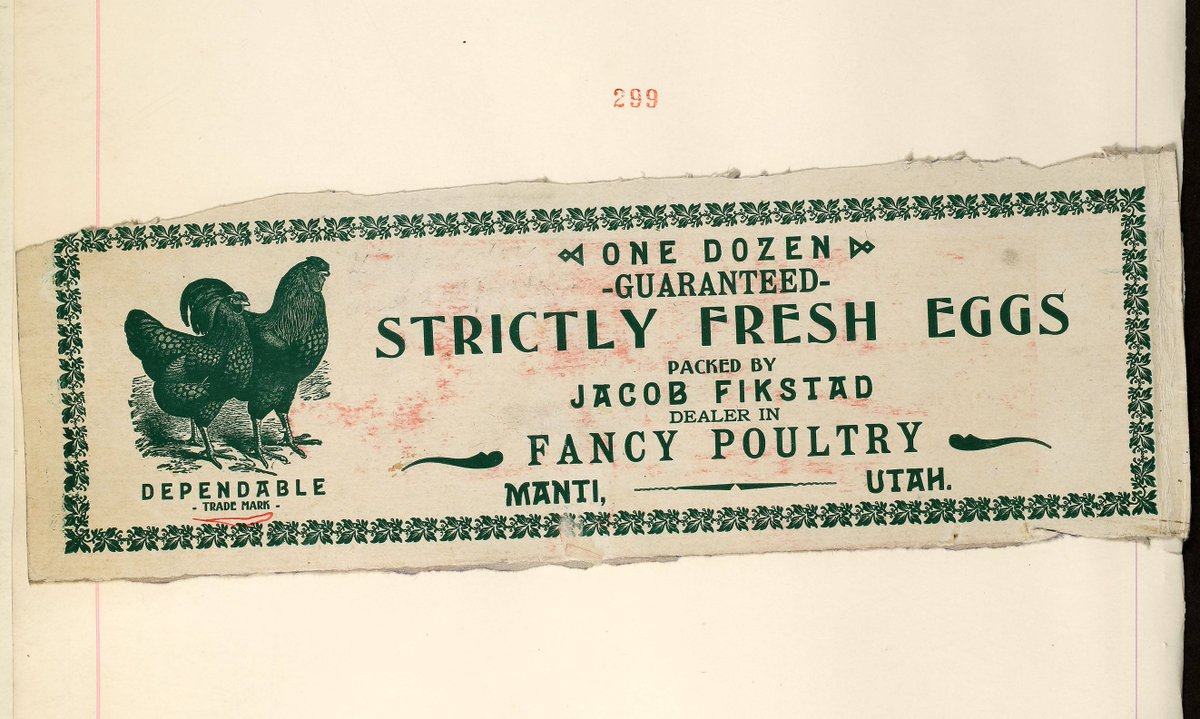 299
ONE DOZEN
-GUARANTEED-
STRICTLY FRESH EGGS
PACKED BY
JACOB FIKSTAD
DEALER IN
FANCY POULTRY
MANTI, UTAH.
DEPENDABLE
- TRADE MARK -